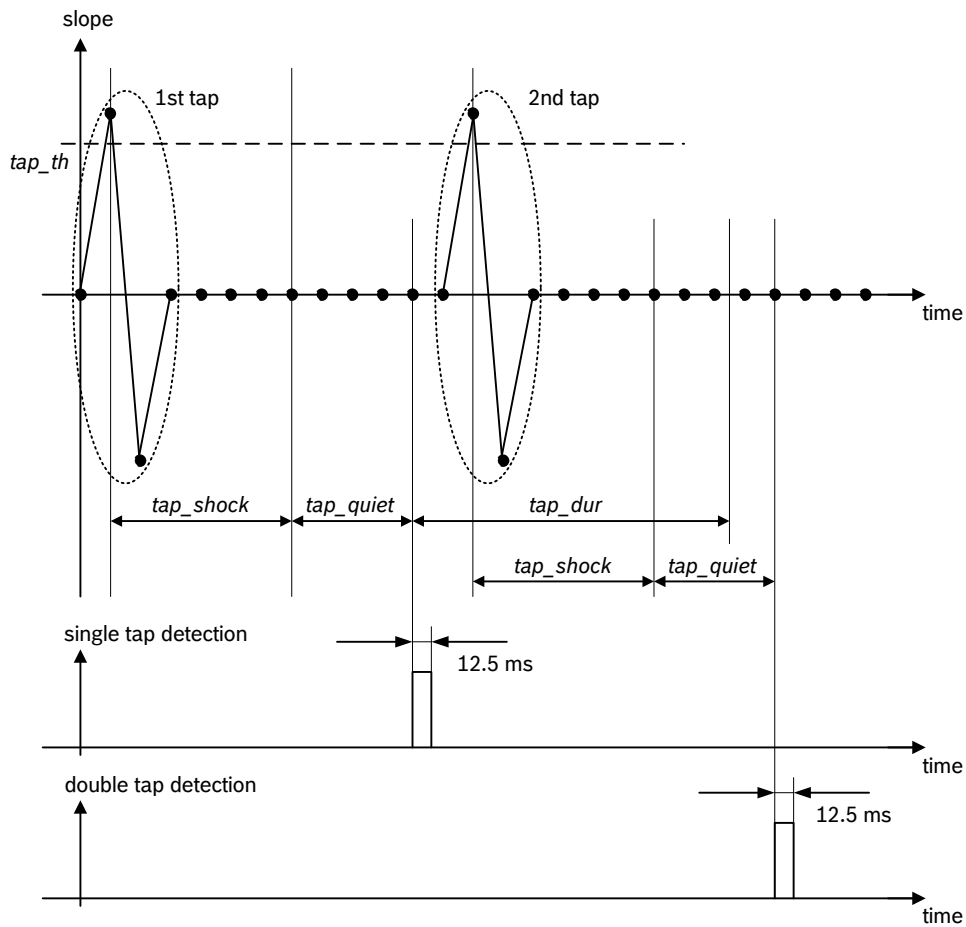 slope
1st tap
2nd tap
tap_th
time
tap_shock
tap_quiet
tap_dur
tap_shock
tap_quiet
single tap detection
12.5 ms
time
double tap detection
12.5 ms
time